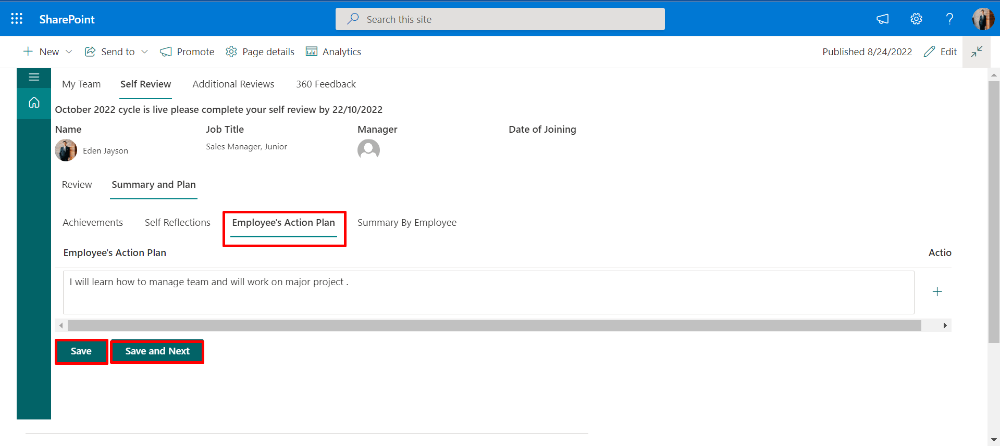 SharePoint
Search this site
New
Send to
Promote
Page details
Analytics
Published 8/24/2022
Edit
My Team
Self Review
Additional Reviews
360 Feedback
October 2022 cycle is live please complete your self review by 22/10/2022
Name
Job Title
Manager
Date of Joining
Eden Jayson
Sales Manager, Junior
Review
Summary and Plan
Achievements
Self Reflections
Employee's Action Plan
Summary By Employee
Employee's Action Plan
Actio
I will learn how to manage team and will work on major project .
Save
Save and Next